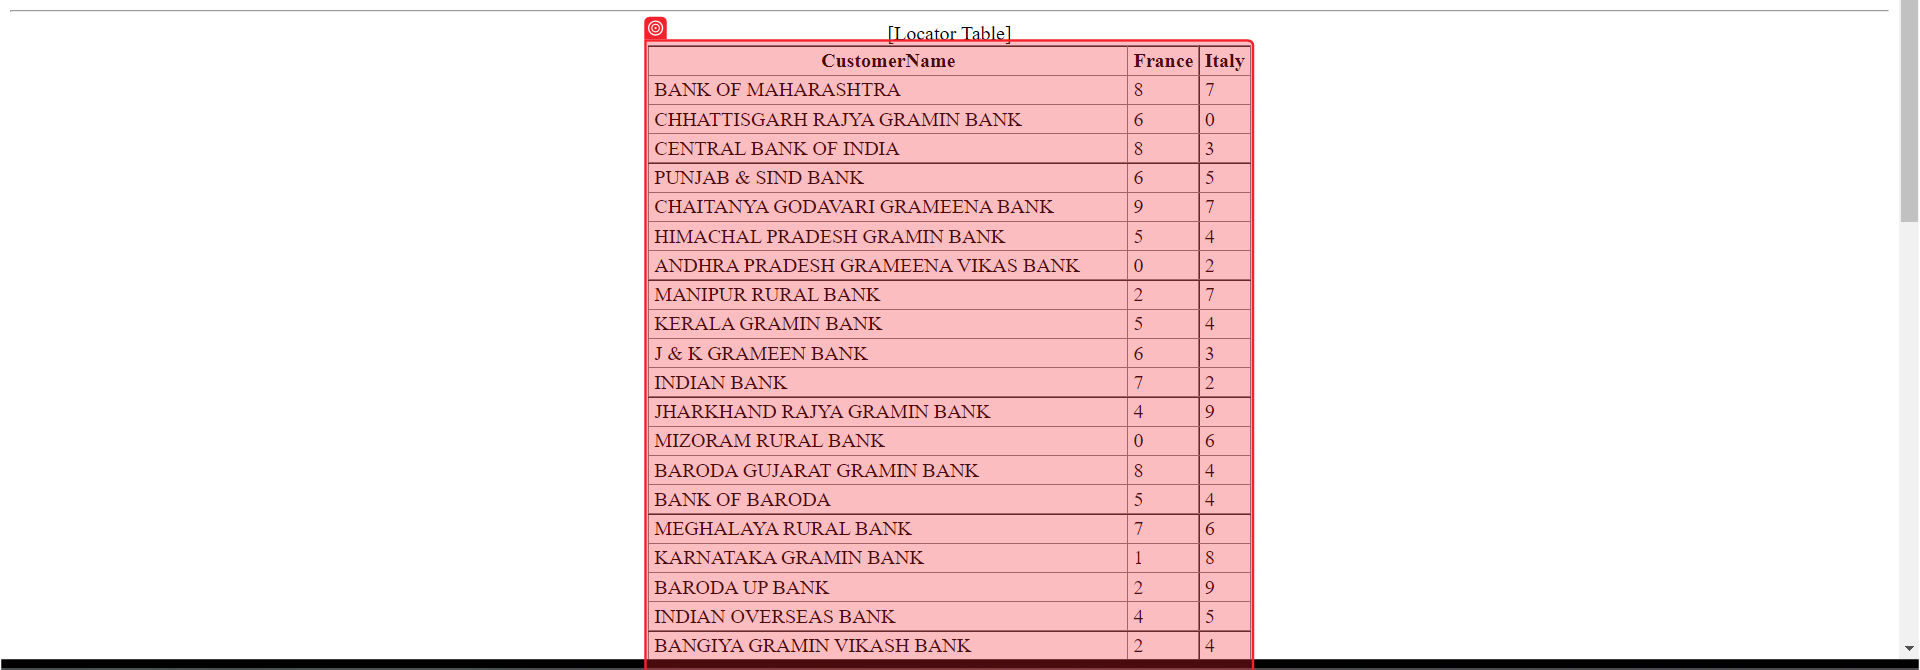 [Locator Table]
CustomerName France Italy
BANK OF MAHARASHTRA 8 7
CHHATTISGARH RAJYA GRAMIN BANK 6 0
CENTRAL BANK OF INDIA 8 3
PUNJAB & SIND BANK 6 5
CHAITANYA GODAVARI GRAMEENA BANK 9 7
HIMACHAL PRADESH GRAMIN BANK 5 4
ANDHRA PRADESH GRAMEENA VIKAS BANK 0 2
MANIPUR RURAL BANK 2 7
KERALA GRAMIN BANK 5 4
J & K GRAMEEN BANK 6 3
INDIAN BANK 7 2
JHARKHAND RAJYA GRAMIN BANK 4 9
MIZORAM RURAL BANK 0 6
BARODA GUJARAT GRAMIN BANK 8 4
BANK OF BARODA 5 4
MEGHALAYA RURAL BANK 7 6
KARNATAKA GRAMIN BANK 1 8
BARODA UP BANK 2 9
INDIAN OVERSEAS BANK 4 5
BANGIYA GRAMIN VIKASH BANK 2 4